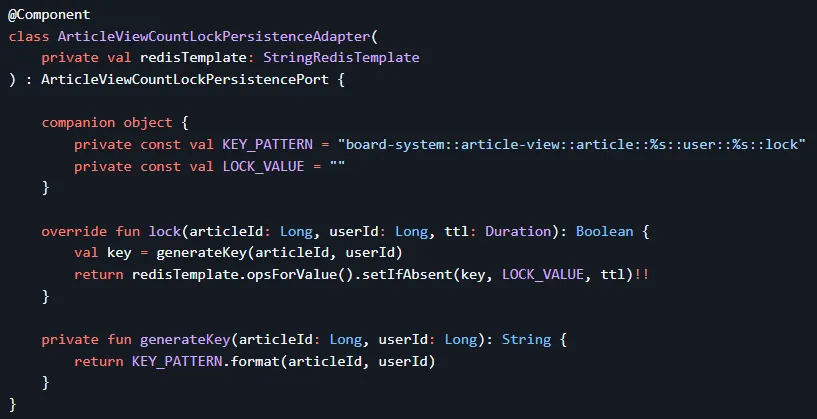 @Component
class ArticleViewCountLockPersistenceAdapter(
    private val redisTemplate: StringRedisTemplate
) : ArticleViewCountLockPersistencePort {
    companion object {
        private const val KEY_PATTERN = "board-system::article-view::article::%s::user::%s::lock"
        private const val LOCK_VALUE = ""
    }
    override fun lock(articleId: Long, userId: Long, ttl: Duration): Boolean {
        val key = generateKey(articleId, userId)
        return redisTemplate.opsForValue().setIfAbsent(key, LOCK_VALUE, ttl)!!
    }
    private fun generateKey(articleId: Long, userId: Long): String {
        return KEY_PATTERN.format(articleId, userId)
    }
}